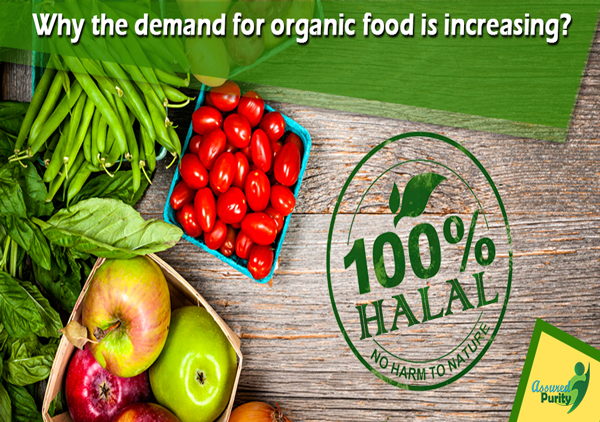 Why the demand for organic food is increasing?
100%
HALAL
NO HARM TO NATURE
Assured
Purity